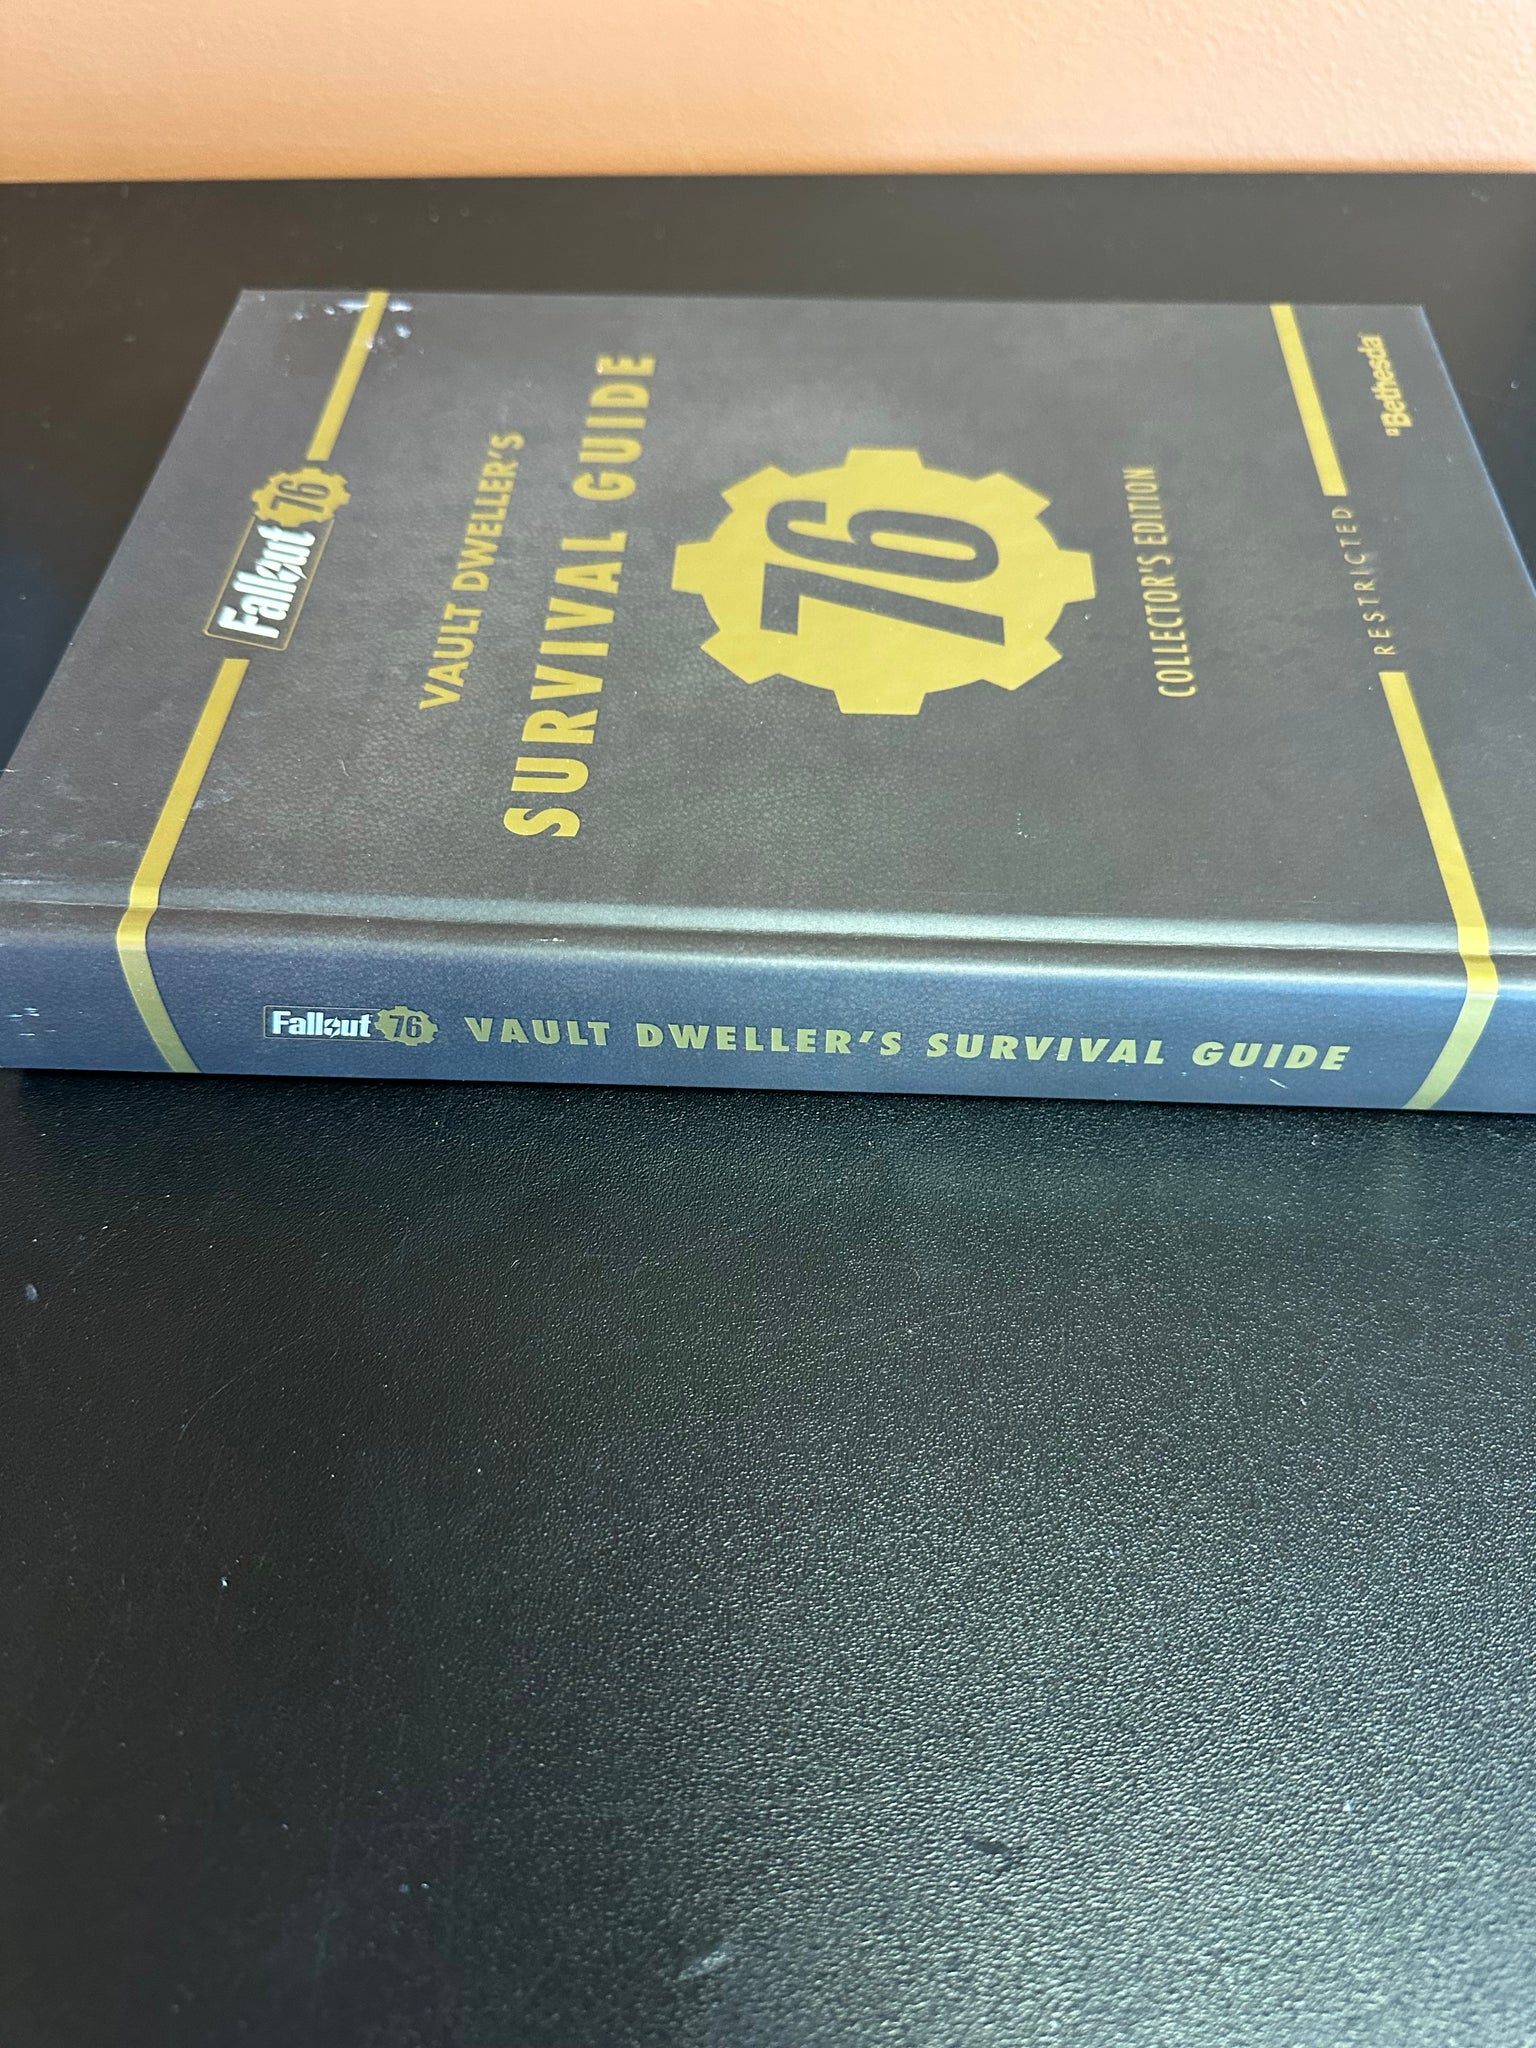 Fallout 76
VAULT DWELLER'S
SURVIVAL GUIDE
76
COLLECTOR'S EDITION
RESTRICTED
Bethesda
Fallout 76 VAULT DWELLER'S SURVIVAL GUIDE